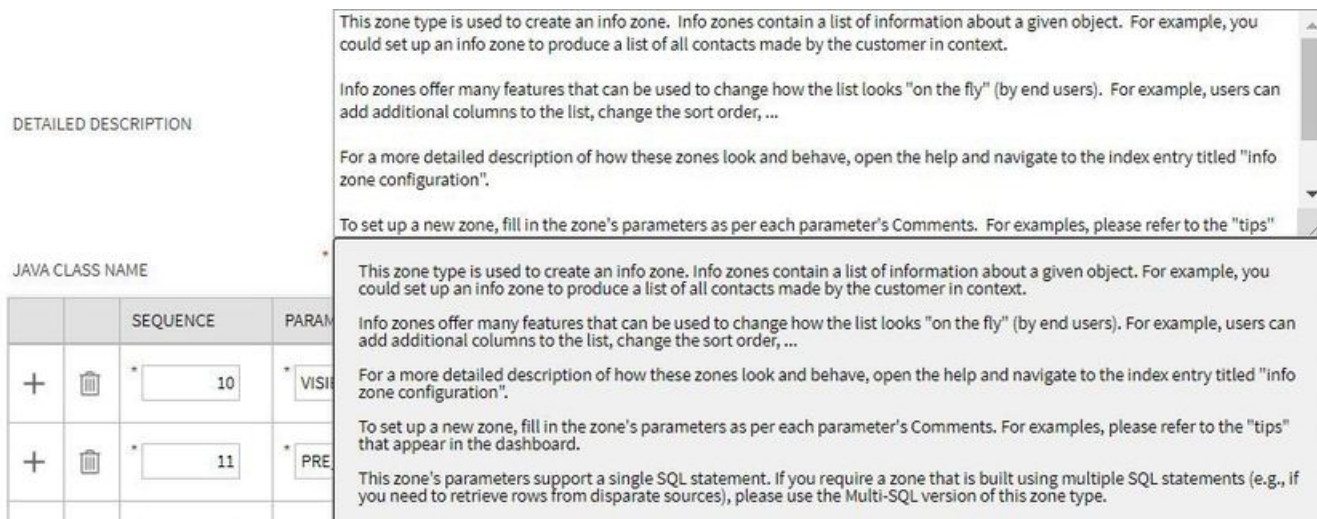 This zone type is used to create an info zone.  Info zones contain a list of information about a given object.  For example, you
could set up an info zone to produce a list of all contacts made by the customer in context.
Info zones offer many features that can be used to change how the list looks "on the fly" (by end users).  For example, users can
add additional columns to the list, change the sort order, ...
DETAILED DESCRIPTION
For a more detailed description of how these zones look and behave, open the help and navigate to the index entry titled "info
zone configuration".
To set up a new zone, fill in the zone's parameters as per each parameter's Comments.  For examples, please refer to the "tips"
JAVA CLASS NAME *
This zone type is used to create an info zone. Info zones contain a list of information about a given object. For example, you
could set up an info zone to produce a list of all contacts made by the customer in context.
Info zones offer many features that can be used to change how the list looks "on the fly" (by end users). For example, users can
add additional columns to the list, change the sort order, ...
For a more detailed description of how these zones look and behave, open the help and navigate to the index entry titled "info
zone configuration".
To set up a new zone, fill in the zone's parameters as per each parameter's Comments. For examples, please refer to the "tips"
that appear in the dashboard.
This zone's parameters support a single SQL statement. If you require a zone that is built using multiple SQL statements (e.g., if
you need to retrieve rows from disparate sources), please use the Multi-SQL version of this zone type.
SEQUENCE PARAM
+ * 10 *
+ * 11 * PRE